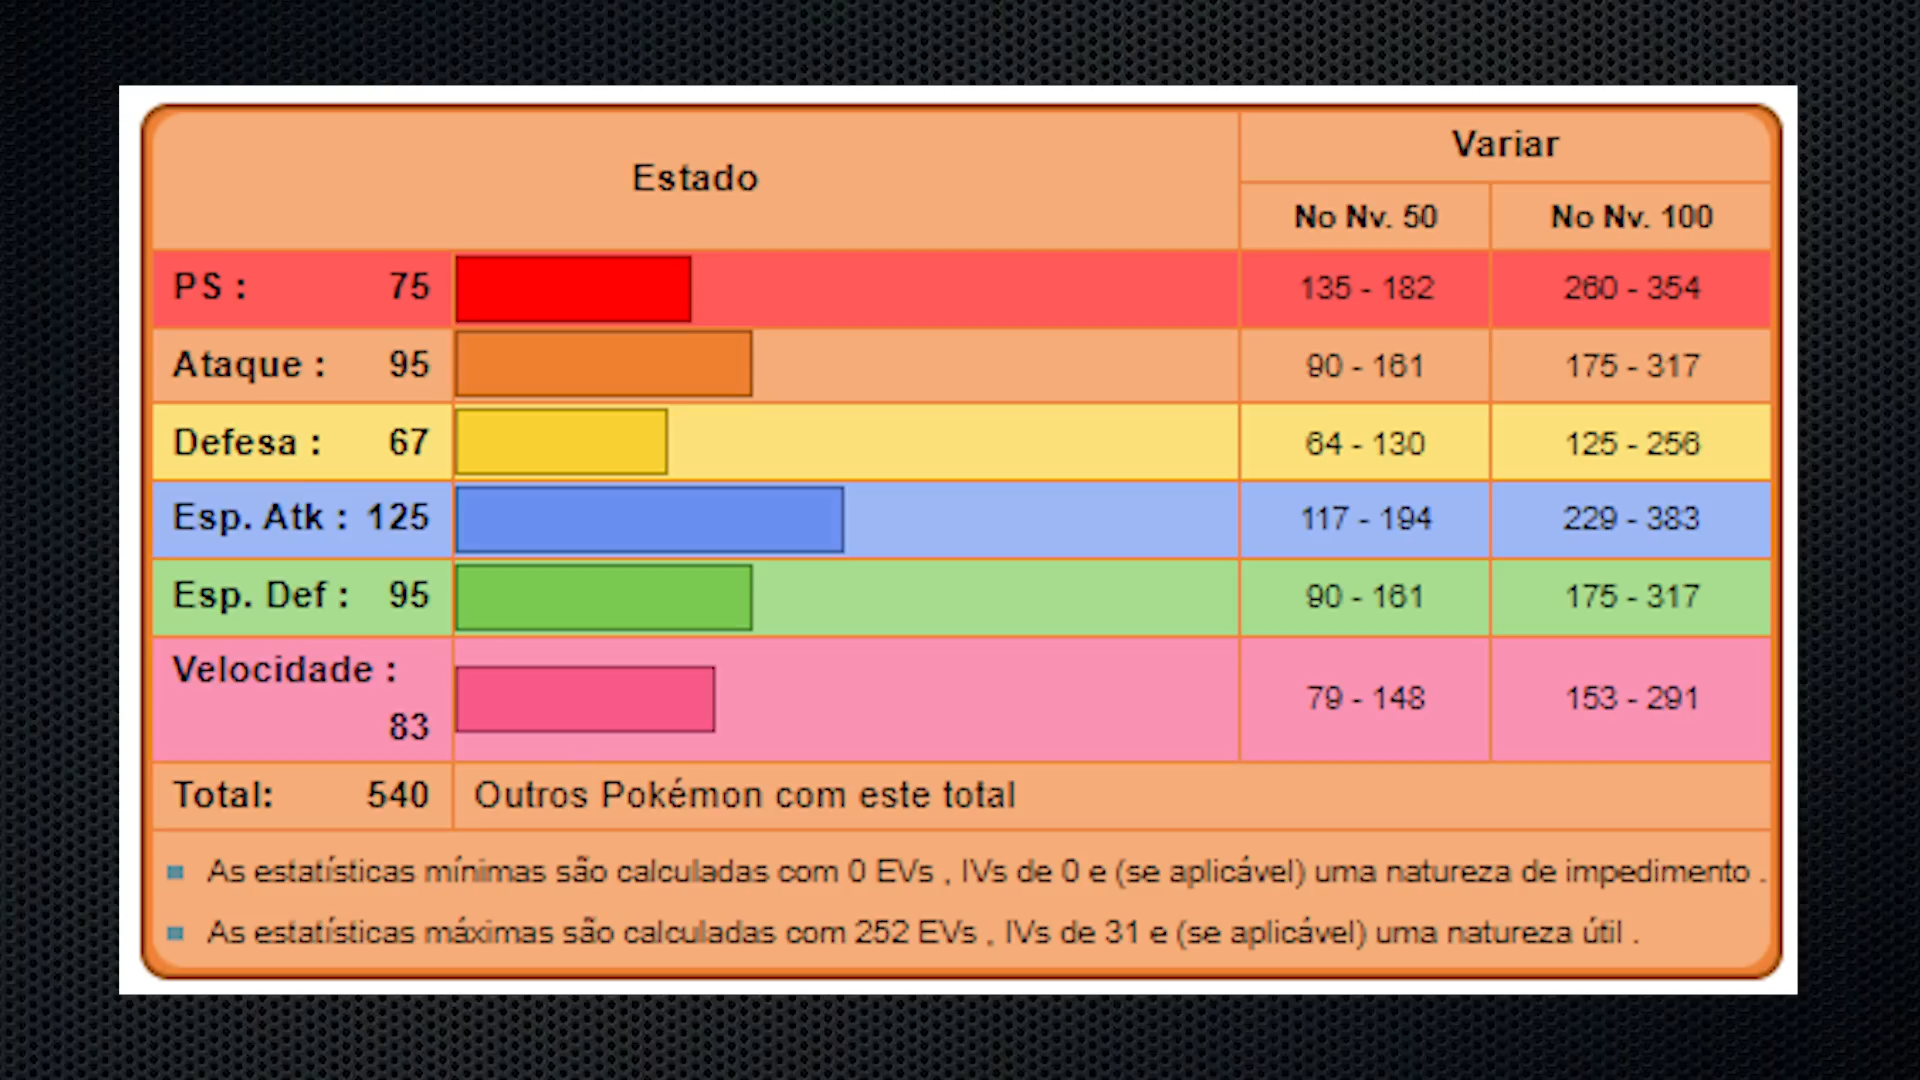 Estado
Variar
No Nv. 50 No Nv. 100
PS : 75 135 - 182 260 - 354
Ataque : 95 90 - 161 175 - 317
Defesa : 67 64 - 130 125 - 256
Esp. Atk : 125 117 - 194 229 - 383
Esp. Def : 95 90 - 161 175 - 317
Velocidade :
83 79 - 148 153 - 291
Total: 540 Outros Pokémon com este total
As estatísticas mínimas são calculadas com 0 EVs , IVs de 0 e (se aplicável) uma natureza de impedimento .
As estatísticas máximas são calculadas com 252 EVs , IVs de 31 e (se aplicável) uma natureza útil .